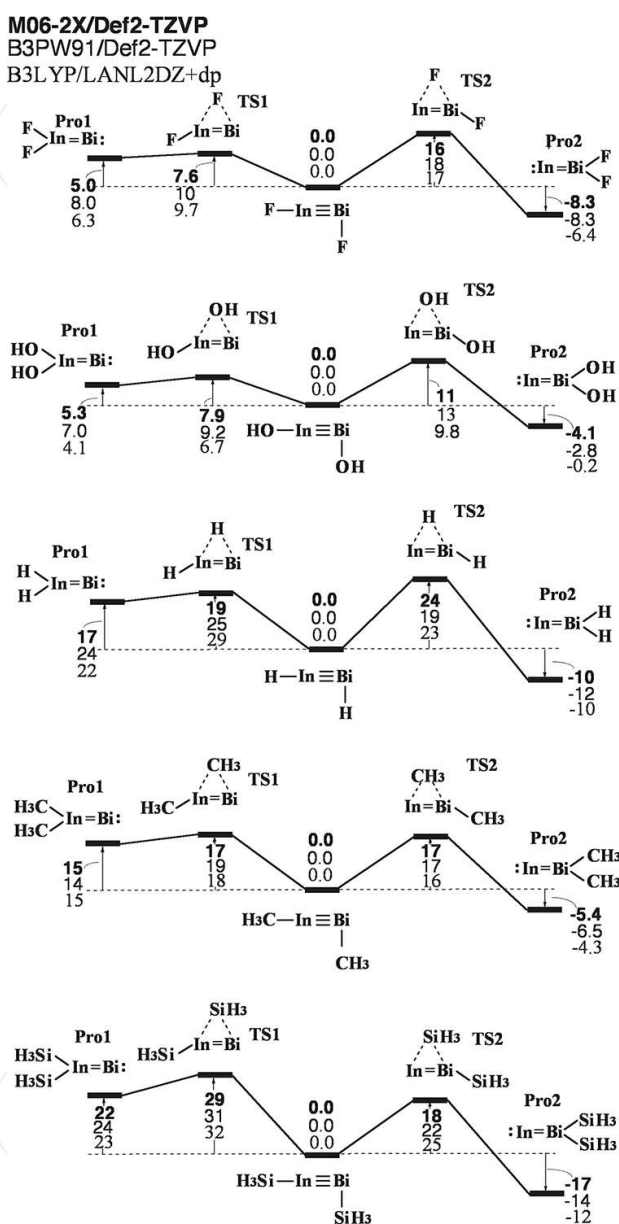 M06-2X/Def2-TZVP
B3PW91/Def2-TZVP
B3LYP/LANL2DZ+dp
F
TS2
In=Bi
F
F
TS1
F
In=Bi
Pro1
F
F
In=Bi:
0.0
0.0
0.0
16
18
17
Pro2
:In=Bi
F
F
5.0
8.0
6.3
7.6
10
9.7
F—In≡Bi
F
-8.3
-8.3
-6.4
OH
TS1
HO
In=Bi
OH
TS2
In=Bi
OH
Pro1
HO
HO
In=Bi:
0.0
0.0
0.0
Pro2
:In=Bi
OH
OH
5.3
7.0
4.1
7.9
9.2
6.7
HO—In≡Bi
OH
11
13
9.8
-4.1
-2.8
-0.2
H
TS1
H
In=Bi
H
TS2
In=Bi
H
Pro1
H
H
In=Bi:
0.0
0.0
0.0
Pro2
:In=Bi
H
H
17
24
22
19
25
29
H—In≡Bi
H
24
19
23
-10
-12
-10
CH3
TS1
H3C
In=Bi
CH3
TS2
In=Bi
CH3
Pro1
H3C
H3C
In=Bi:
0.0
0.0
0.0
Pro2
:In=Bi
CH3
CH3
15
14
15
17
19
18
H3C—In≡Bi
CH3
17
17
16
-5.4
-6.5
-4.3
SiH3
TS1
H3Si
In=Bi
SiH3
TS2
In=Bi
SiH3
Pro1
H3Si
H3Si
In=Bi:
0.0
0.0
0.0
Pro2
:In=Bi
SiH3
SiH3
22
24
23
29
31
32
H3Si—In≡Bi
SiH3
18
22
25
-17
-14
-12